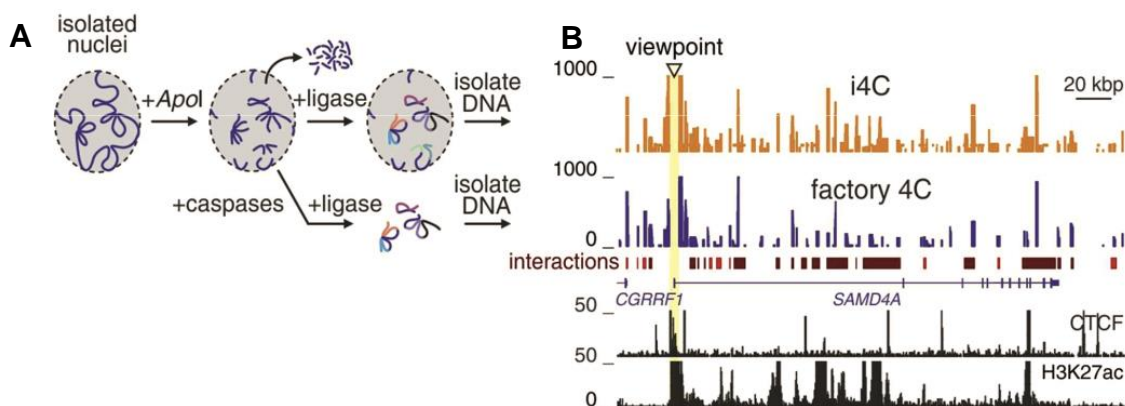 A
isolated
nuclei
+ApoI
+ligase
isolate
DNA
+caspases
+ligase
isolate
DNA
B
viewpoint
1000
i4C
20 kbp
1000
factory 4C
0
interactions
CGRRF1
SAMD4A
50
CTCF
50
H3K27ac
0